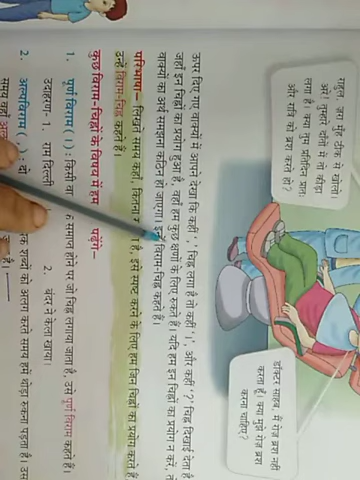 राहुल, ज़रा मुँह ढंग से खोलो।
अरे! तुम्हारे दाँतों में तो कीड़ा
लगा है। क्या तुम प्रतिदिन प्रातः
और रात्रि को ब्रश करते हो?
डॉक्टर साहब, मैं रोज़ ब्रश नहीं
करता हूँ। क्या मुझे रोज़ ब्रश
करना चाहिए?
ऊपर दिए गए वाक्यों में आपने देखा कि कहीं ',' चिह्न लगा है तो कहीं '।', और कहीं '?' चिह्न दिखाई देता है
जहाँ इन चिह्नों का प्रयोग हुआ है, वहाँ हम कुछ क्षणों के लिए रुकते हैं। यदि हम इन चिह्नों का प्रयोग न करें, तो
वाक्यों का अर्थ समझना कठिन हो जाएगा। इन्हें विराम-चिह्न कहते हैं।
परिभाषा– लिखते समय कहाँ, कितना है, इसे स्पष्ट करने के लिए हम जिन चिह्नों का प्रयोग करते हैं
उन्हें विराम-चिह्न कहते हैं।
कुछ विराम-चिह्नों के विषय में हम पढ़ेंगे–
1. पूर्ण विराम (।) : किसी वा समाप्त होने पर जो चिह्न लगाया जाता है, उसे पूर्ण विराम कहते हैं।
उदाहरण- 1. राम दिल्ली 2. बंदर ने केला खाया।
2. अल्पविराम (,) : दो शब्दों को अलग करते समय हमें थोड़ा रुकना पड़ता है। उस
समय वहाँ है।